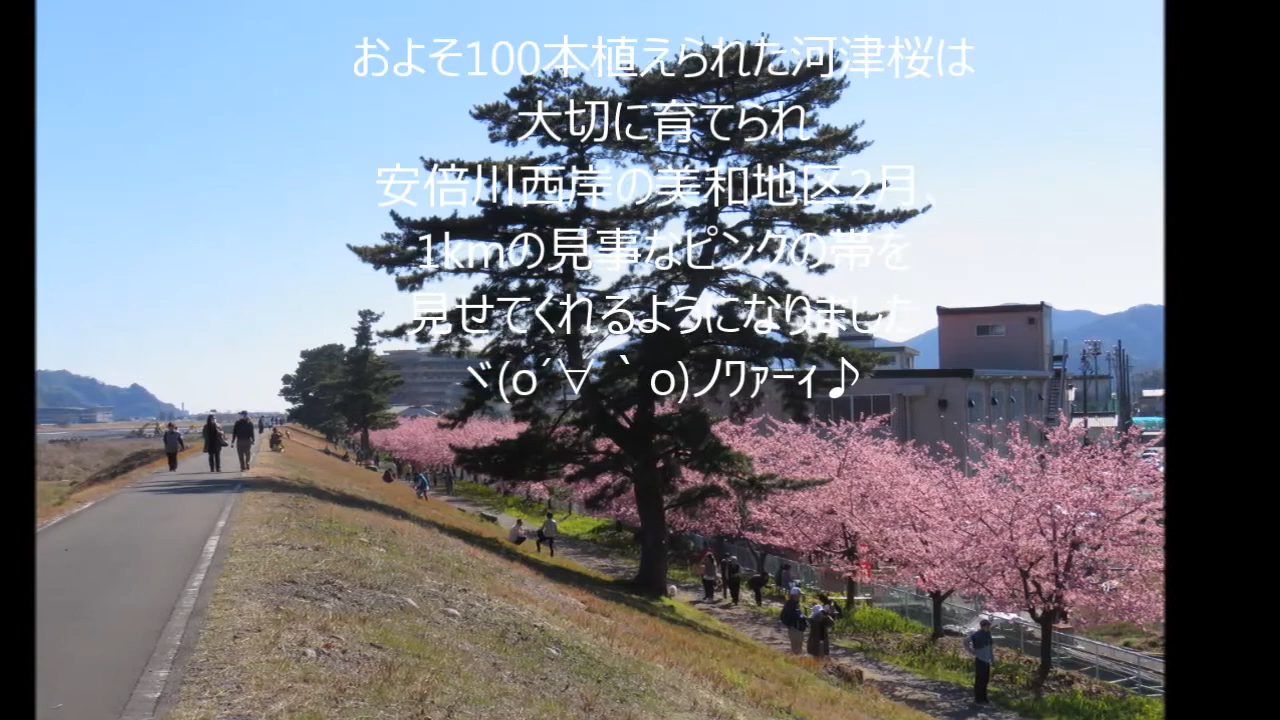 およそ100本植えられた河津桜は
大切に育てられ
安倍川西岸の美和地区2月、
1kmの見事なピンクの帯を
見せてくれるようになりました
ヾ(o´∀｀o)ﾉﾜｧｰｨ♪